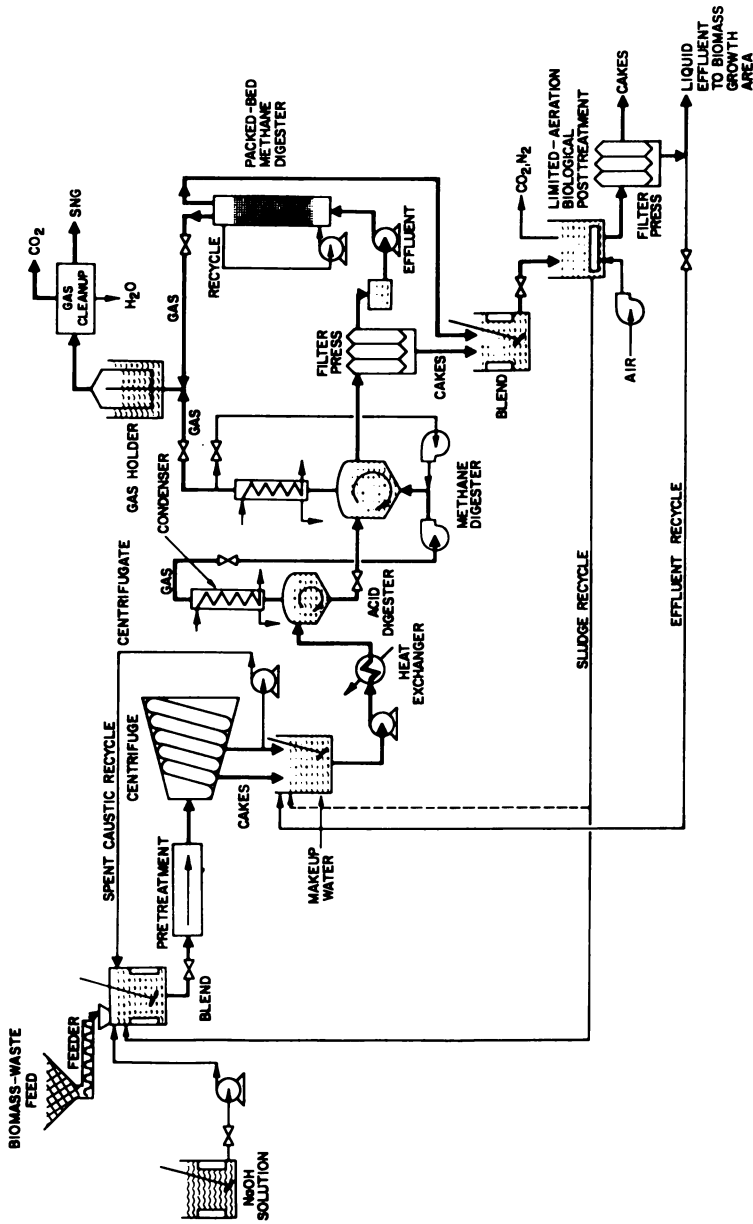 BIOMASS-WASTE
FEED
FEEDER
NaOH
SOLUTION
BLEND
PRETREATMENT
SPENT CAUSTIC RECYCLE
CENTRIFUGE
CENTRIFUGATE
CAKES
MAKEUP
WATER
HEAT
EXCHANGER
ACID
DIGESTER
GAS
CONDENSER
METHANE
DIGESTER
GAS HOLDER
GAS
GAS
GAS
CLEANUP
CO2
SNG
H2O
FILTER
PRESS
CAKES
RECYCLE
EFFLUENT
PACKED-BED
METHANE
DIGESTER
BLEND
AIR
CO2,N2
LIMITED-AERATION
BIOLOGICAL
POSTTREATMENT
FILTER
PRESS
CAKES
LIQUID
EFFLUENT
TO BIOMASS
GROWTH
AREA
SLUDGE RECYCLE
EFFLUENT RECYCLE